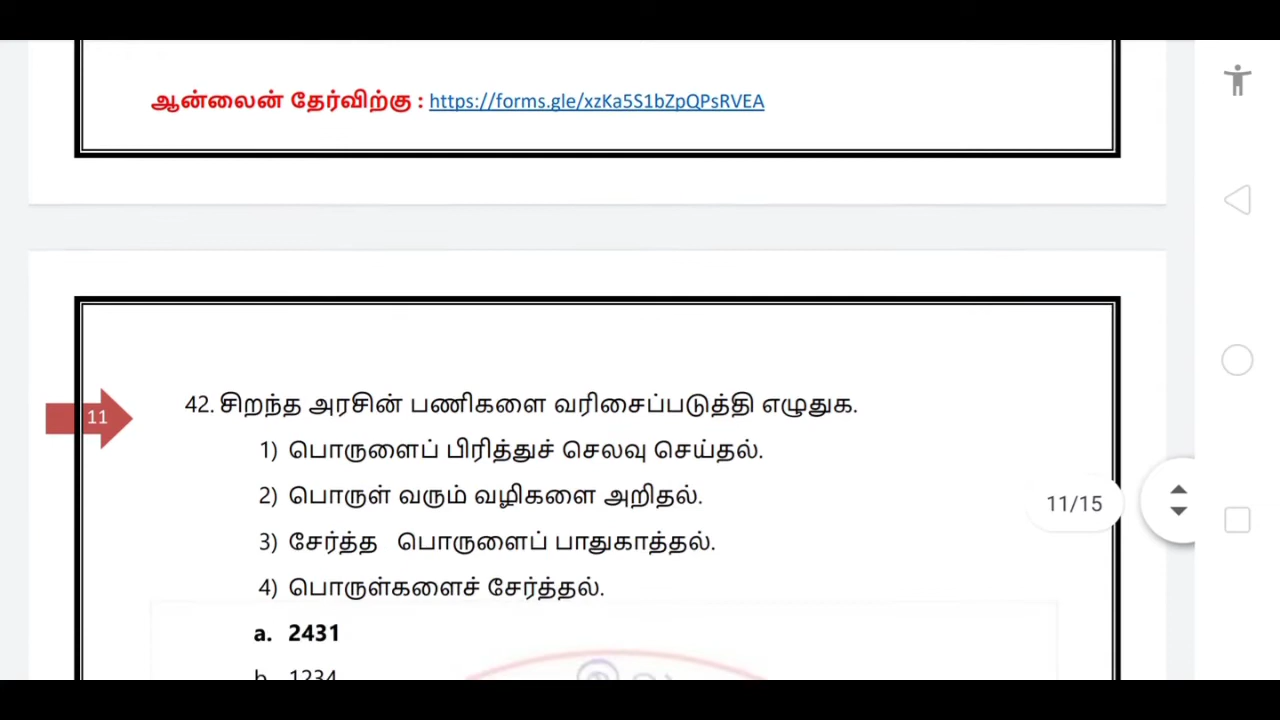 ஆன்லைன் தேர்விற்கு : https://forms.gle/xzKa5S1bZpQPsRVEA
11
42. சிறந்த அரசின் பணிகளை வரிசைப்படுத்தி எழுதுக.
1) பொருளைப் பிரித்துச் செலவு செய்தல்.
2) பொருள் வரும் வழிகளை அறிதல்.
11/15
3) சேர்த்த பொருளைப் பாதுகாத்தல்.
4) பொருள்களைச் சேர்த்தல்.
a. 2431
b. 1234